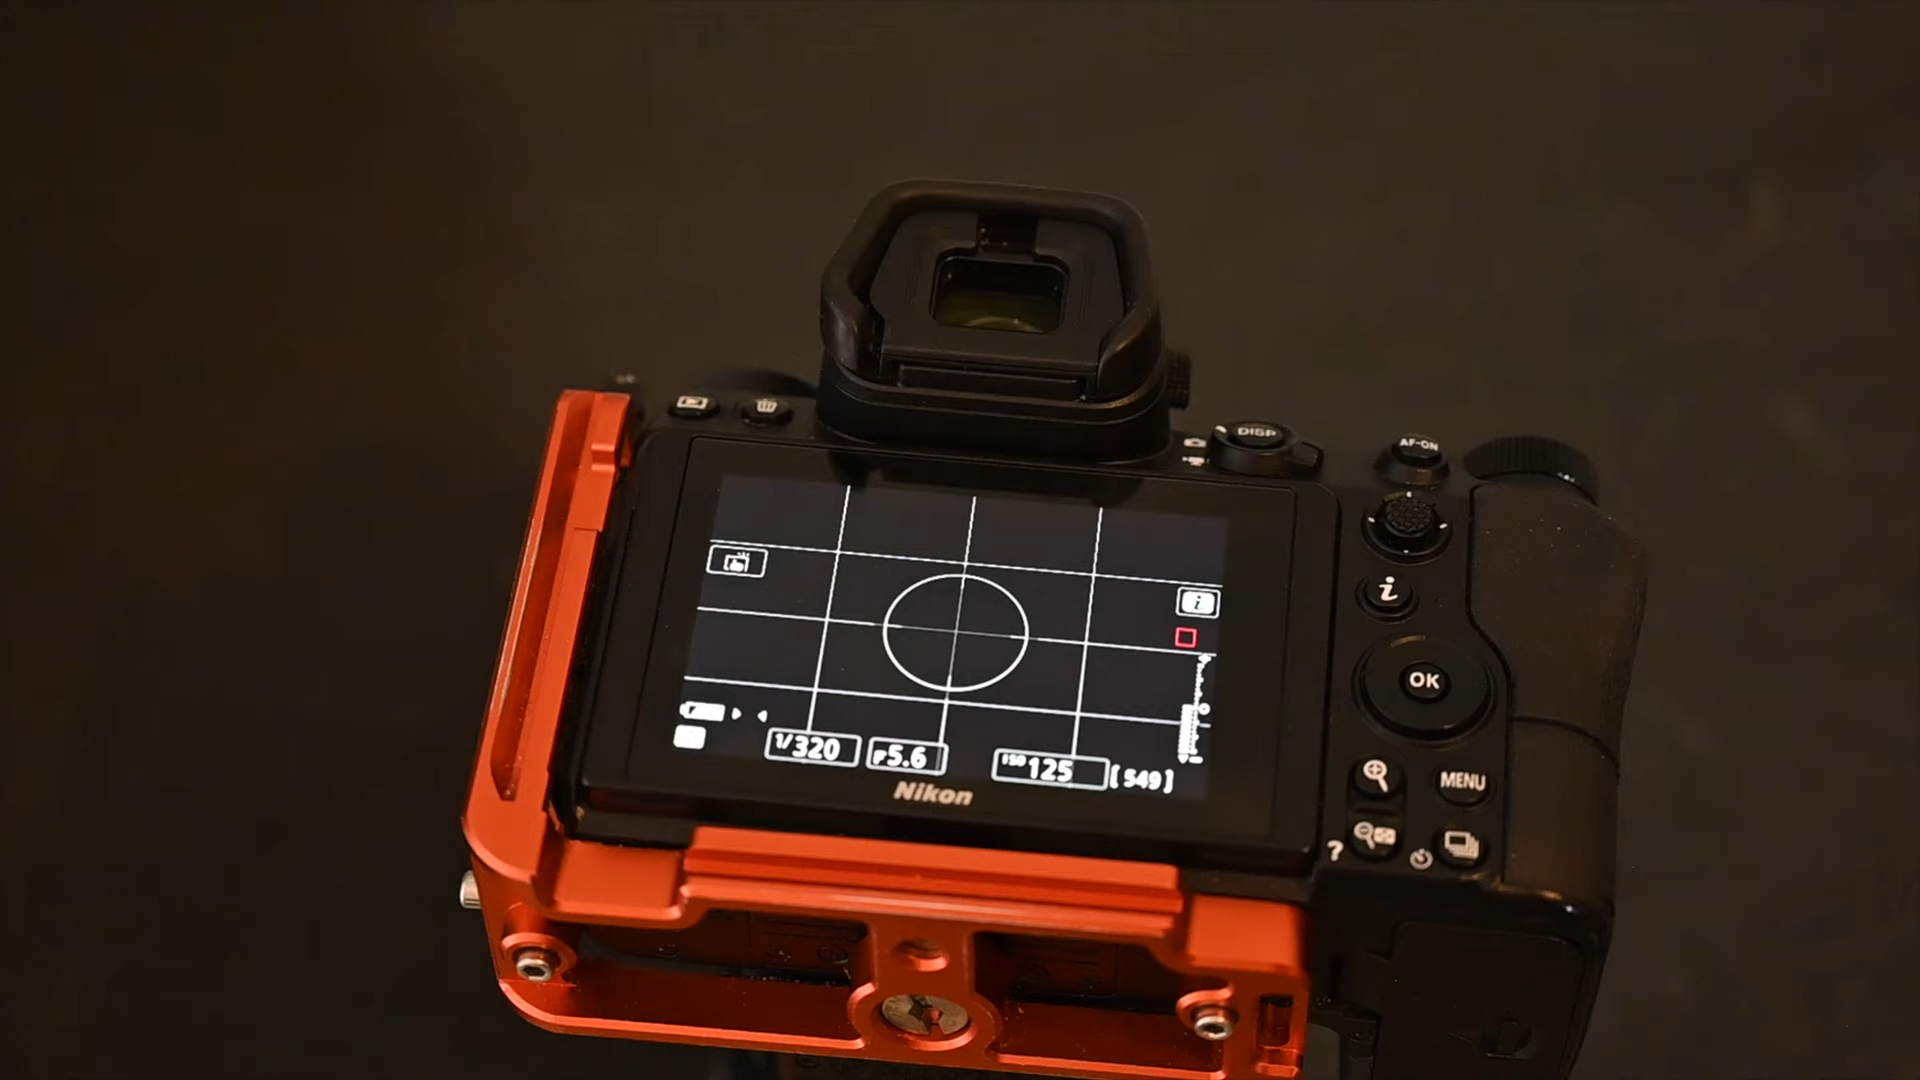 DISP
AF-ON
i
i
OK
1/320 F5.6 ISO 125 [549]
Nikon
MENU
?